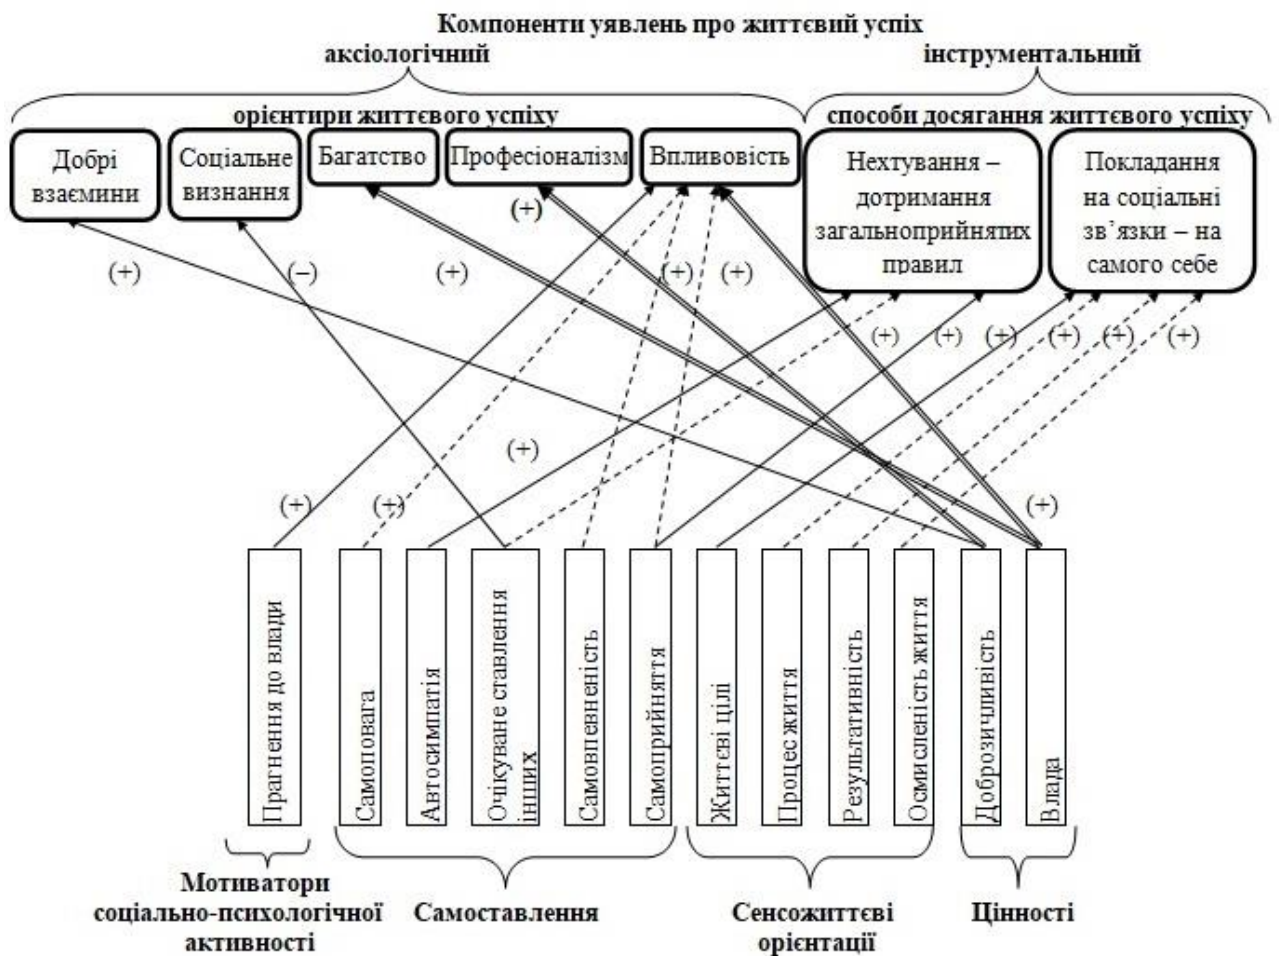 Компоненти уявлень про життєвий успіх
аксіологічний
інструментальний
орієнтири життєвого успіху
способи досягання життєвого успіху
Добрі
взаємини
Соціальне
визнання
Багатство
Професіоналізм
Впливовість
Нехтування –
дотримання
загальноприйнятих
правил
Покладання
на соціальні
зв’язки – на
самого себе
(+)
(+)
(–)
(+)
(+)
(+)
(+)
(+)
(+)
(+)
(+)
(+)
(+)
(+)
(+)
(+)
Прагнення до влади
Самоповага
Автосимпатія
Очікуване ставлення
інших
Самовпевненість
Самоприйняття
Життєві цілі
Процес життя
Результативність
Осмисленість життя
Доброзичливість
Влада
Мотиватори
соціально-психологічної
активності
Самоставлення
Сенсожиттєві
орієнтації
Цінності